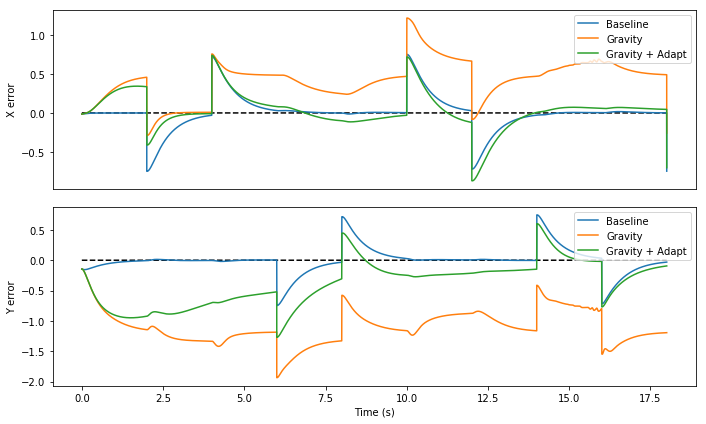 X error
1.0
0.5
0.0
−0.5
Baseline
Gravity
Gravity + Adapt
Y error
0.5
0.0
−0.5
−1.0
−1.5
−2.0
Baseline
Gravity
Gravity + Adapt
0.0 2.5 5.0 7.5 10.0 12.5 15.0 17.5
Time (s)